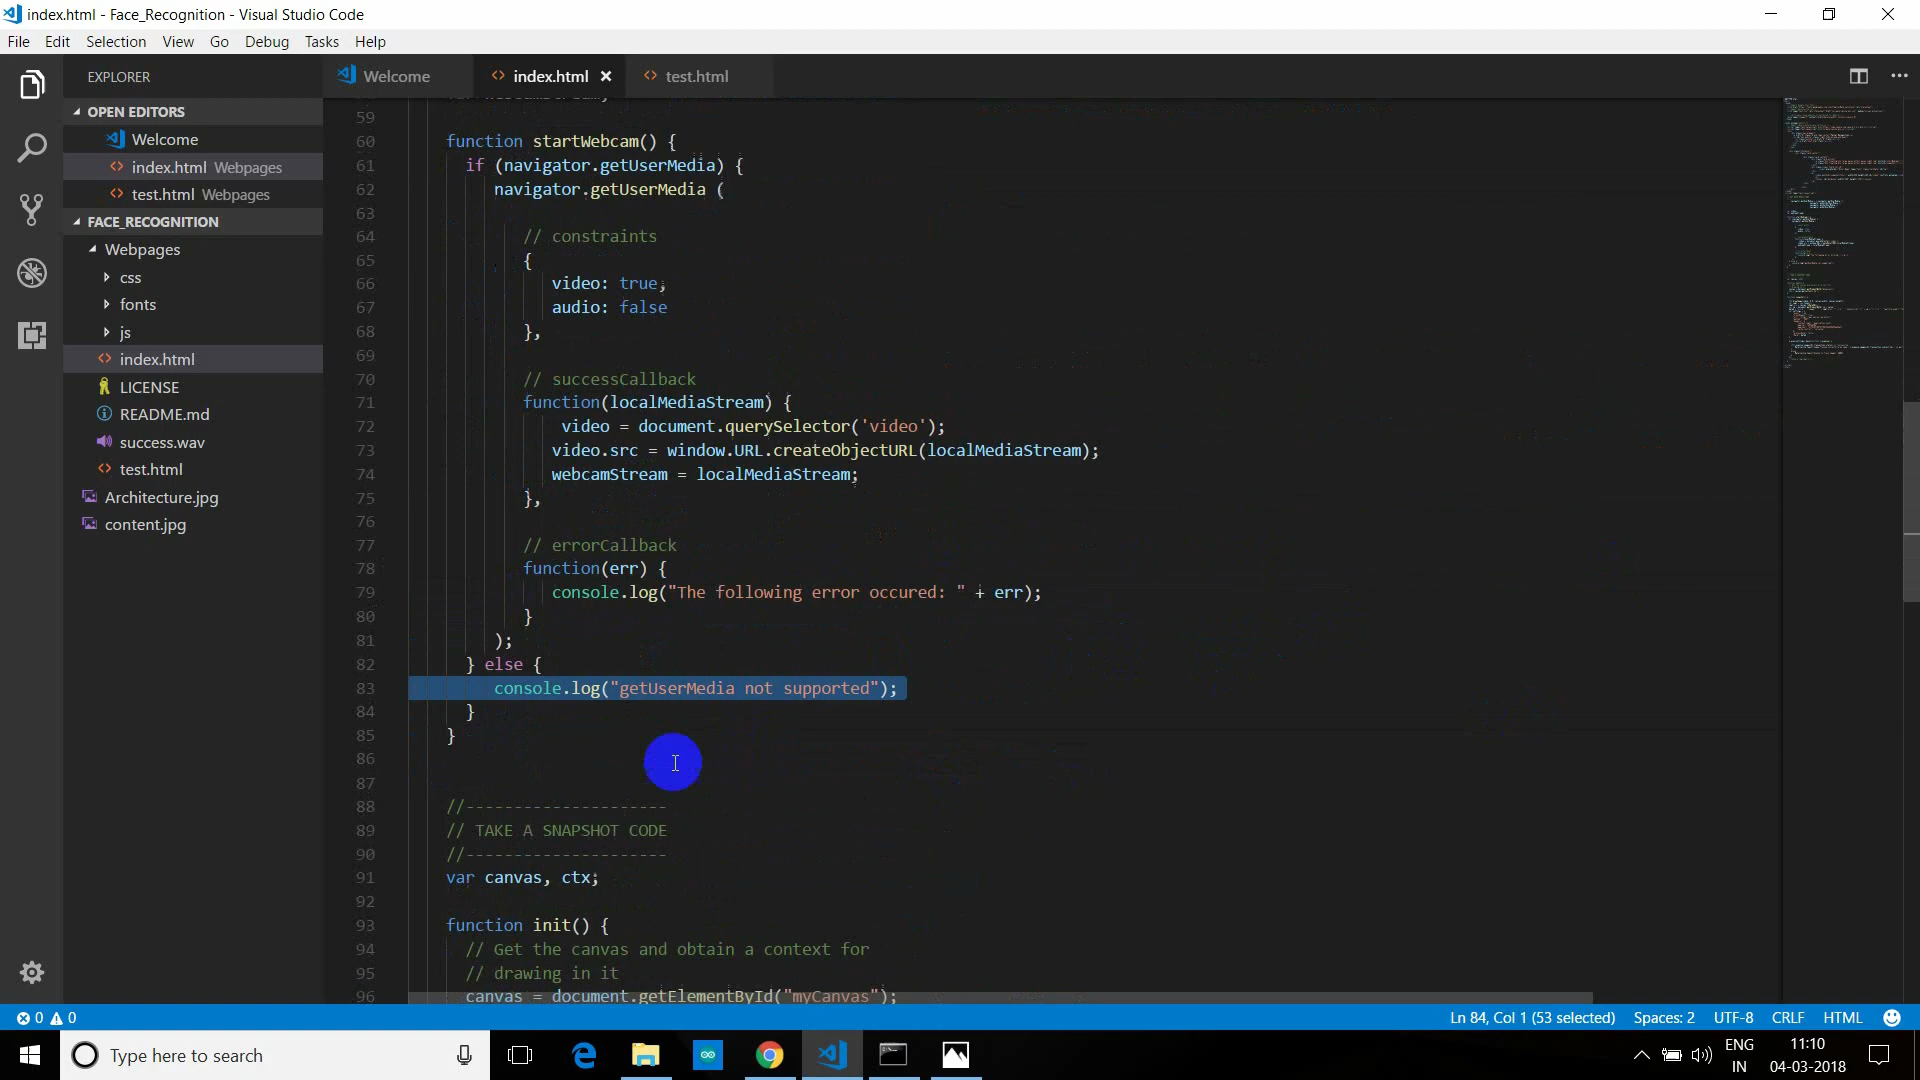 index.html - Face_Recognition - Visual Studio Code
File Edit Selection View Go Debug Tasks Help
EXPLORER
Welcome
index.html
test.html
OPEN EDITORS
Welcome
index.html Webpages
test.html Webpages
FACE_RECOGNITION
Webpages
css
fonts
js
index.html
LICENSE
README.md
success.wav
test.html
Architecture.jpg
content.jpg
59
60 function startWebcam() {
61 if (navigator.getUserMedia) {
62 navigator.getUserMedia (
63
64 // constraints
65 {
66 video: true,
67 audio: false
68 },
69
70 // successCallback
71 function(localMediaStream) {
72 video = document.querySelector('video');
73 video.src = window.URL.createObjectURL(localMediaStream);
74 webcamStream = localMediaStream;
75 },
76
77 // errorCallback
78 function(err) {
79 console.log("The following error occured: " + err);
80 }
81 );
82 } else {
83 console.log("getUserMedia not supported");
84 }
85 }
86
87
88 //---------------------
89 // TAKE A SNAPSHOT CODE
90 //---------------------
91 var canvas, ctx;
92
93 function init() {
94 // Get the canvas and obtain a context for
95 // drawing in it
96 canvas = document.getElementById("myCanvas");
0 0
Ln 84, Col 1 (53 selected) Spaces: 2 UTF-8 CRLF HTML
Type here to search
ENG
IN
11:10
04-03-2018